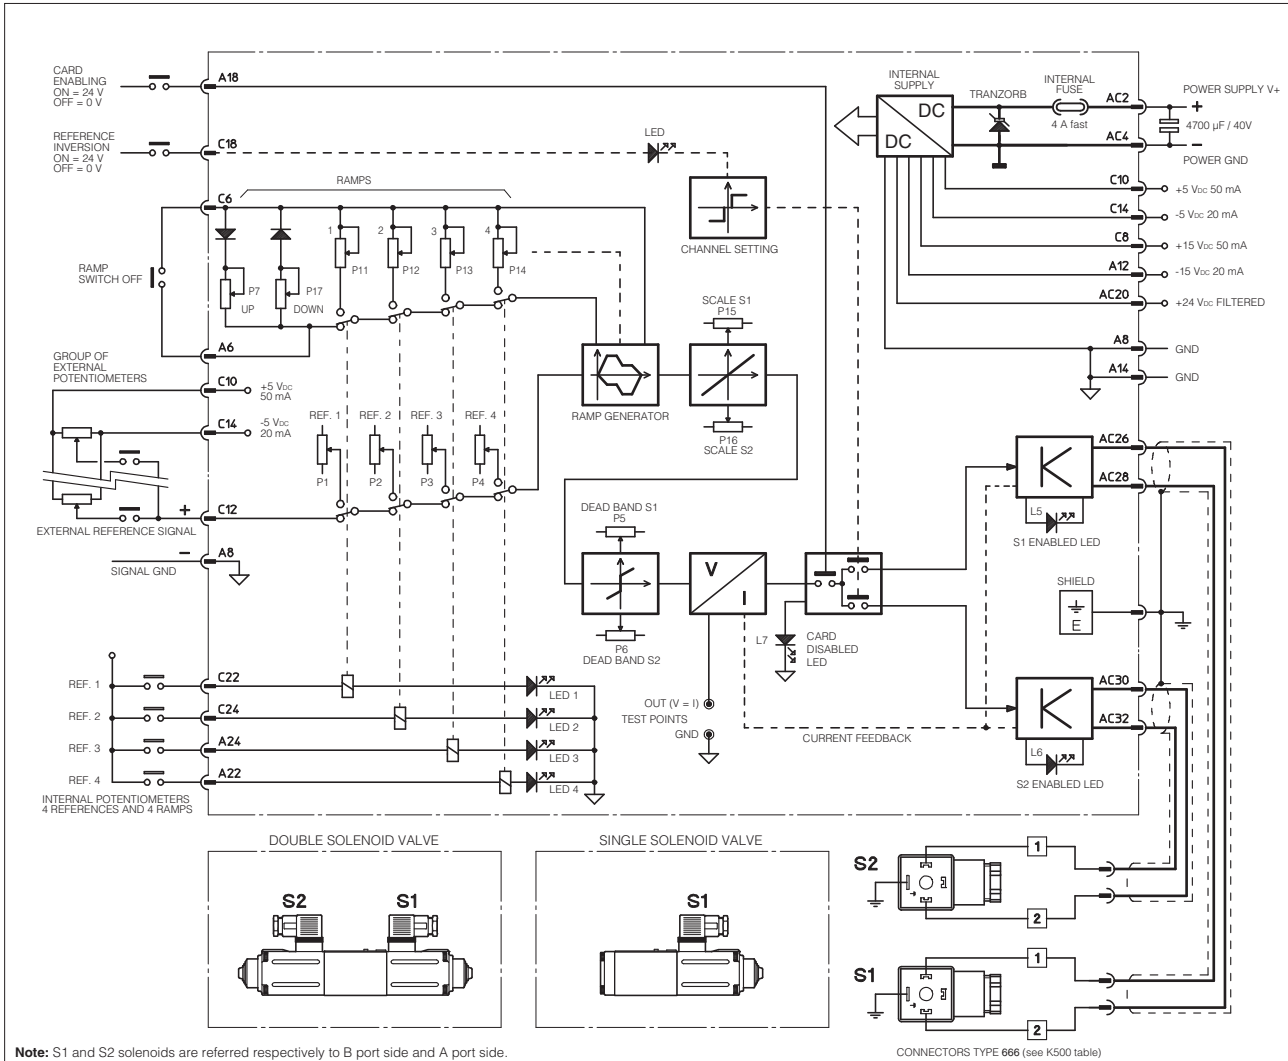 CARD
ENABLING
ON = 24 V
OFF = 0 V
A18
REFERENCE
INVERSION
ON = 24 V
OFF = 0 V
C18
LED
INTERNAL
SUPPLY
DC
DC
TRANZORB
INTERNAL
FUSE
4 A fast
AC2
POWER SUPPLY V+
+
4700 µF / 40V
AC4
-
POWER GND
C10
+5 VDC 50 mA
C14
-5 VDC 20 mA
C8
+15 VDC 50 mA
A12
-15 VDC 20 mA
AC20
+24 VDC FILTERED
A8
GND
A14
GND
RAMPS
C6
1
2
3
4
P11
P12
P13
P14
P7
UP
P17
DOWN
RAMP
SWITCH OFF
A6
CHANNEL SETTING
SCALE S1
P15
RAMP GENERATOR
P16
SCALE S2
GROUP OF
EXTERNAL
POTENTIOMETERS
C10
+5 VDC
50 mA
C14
-5 VDC
20 mA
REF. 1
REF. 2
REF. 3
REF. 4
P1
P2
P3
P4
+
C12
EXTERNAL REFERENCE SIGNAL
-
A8
SIGNAL GND
DEAD BAND S1
P5
P6
DEAD BAND S2
V
I
L7
CARD
DISABLED
LED
AC26
AC28
L5
S1 ENABLED LED
SHIELD
E
AC30
AC32
L6
S2 ENABLED LED
OUT (V = I)
TEST POINTS
GND
CURRENT FEEDBACK
REF. 1
C22
LED 1
REF. 2
C24
LED 2
REF. 3
A24
LED 3
REF. 4
A22
LED 4
INTERNAL POTENTIOMETERS
4 REFERENCES AND 4 RAMPS
DOUBLE SOLENOID VALVE
S2
S1
SINGLE SOLENOID VALVE
S1
S2
1
2
S1
1
2
Note: S1 and S2 solenoids are referred respectively to B port side and A port side.
CONNECTORS TYPE 666 (see K500 table)